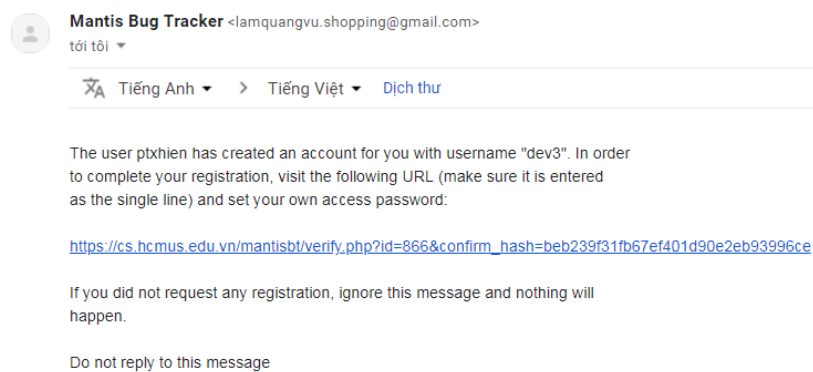 Mantis Bug Tracker <lamquangvu.shopping@gmail.com>
tới tôi
Tiếng Anh > Tiếng Việt Dịch thư
The user ptxhien has created an account for you with username "dev3". In order
to complete your registration, visit the following URL (make sure it is entered
as the single line) and set your own access password:
https://cs.hcmus.edu.vn/mantisbt/verify.php?id=866&confirm_hash=beb239f31fb67ef401d90e2eb93996ce
If you did not request any registration, ignore this message and nothing will
happen.
Do not reply to this message